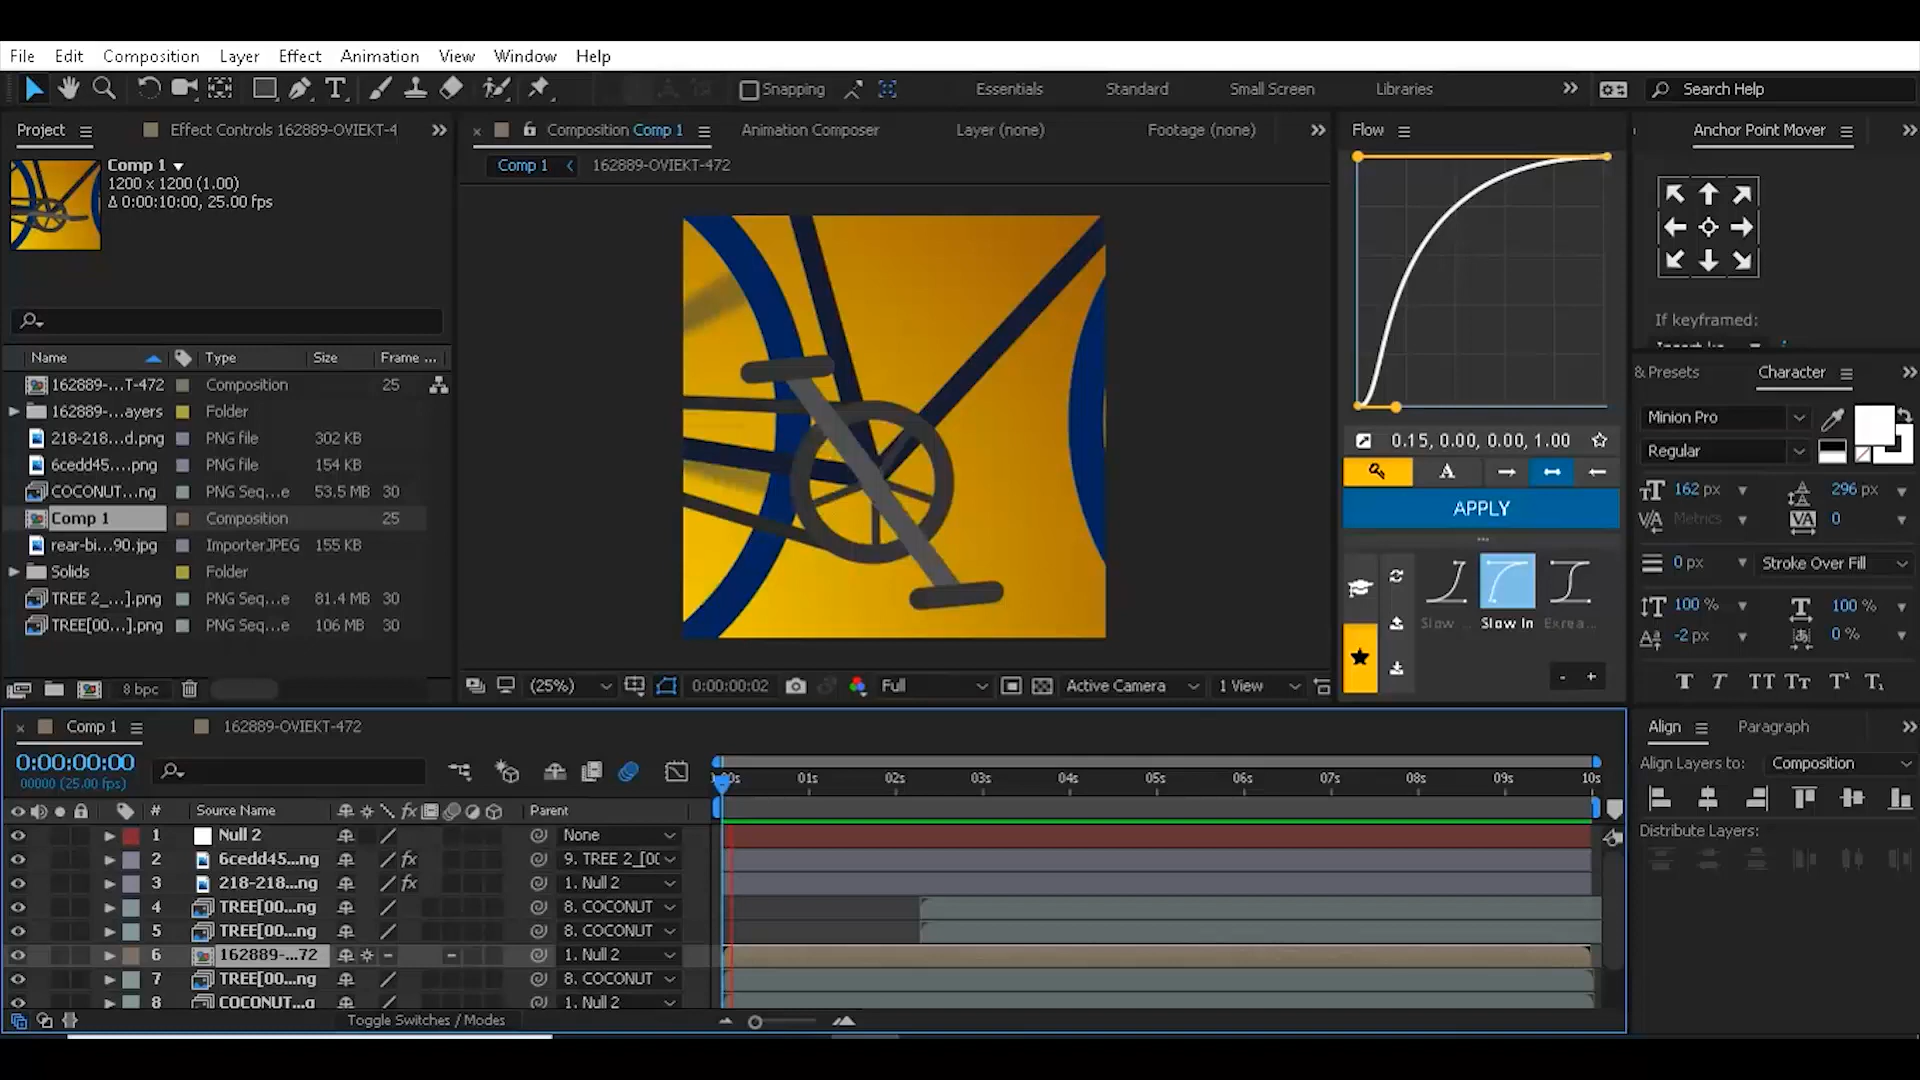 File Edit Composition Layer Effect Animation View Window Help
Snapping Essentials Standard Small Screen Libraries Search Help
Project Effect Controls 162889-OVIEKT-4
Composition Comp 1 Animation Composer Layer (none) Footage (none)
Flow
Anchor Point Mover
Comp 1
1200 x 1200 (1.00)
Δ 0:00:10:00, 25.00 fps
Comp 1 162889-OVIEKT-472
If keyframed:
Name Type Size Frame ...
162889-...T-472 Composition 25
162889-...ayers Folder
218-218...d.png PNG file 302 KB
6cedd45....png PNG file 154 KB
COCONUT...ng PNG Seq...e 53.5 MB 30
Comp 1 Composition 25
rear-bi...90.jpg ImporterJPEG 155 KB
Solids Folder
TREE 2_...].png PNG Seq...e 81.4 MB 30
TREE[00...].png PNG Seq...e 106 MB 30
8 bpc
(25%) 0:00:00:02 Full Active Camera 1 View
0.15, 0.00, 0.00, 1.00
APPLY
Slow ... Slow In Extrea...
& Presets Character
Minion Pro
Regular
162 px 296 px
Metrics 0
0 px Stroke Over Fill
100 % 100 %
-2 px 0 %
Comp 1 162889-OVIEKT-472
0:00:00:00
00000 (25.00 fps)
01s 02s 03s 04s 05s 06s 07s 08s 09s 10s
# Source Name Parent
1 Null 2 None
2 6cedd45...ng 9. TREE 2_[0(
3 218-218...ng 1. Null 2
4 TREE[00...ng 8. COCONUT
5 TREE[00...ng 8. COCONUT
6 162889-...72 1. Null 2
7 TREE[00...ng 8. COCONUT
8 COCONUT...g 1. Null 2
Toggle Switches / Modes
Align Paragraph
Align Layers to: Composition
Distribute Layers: